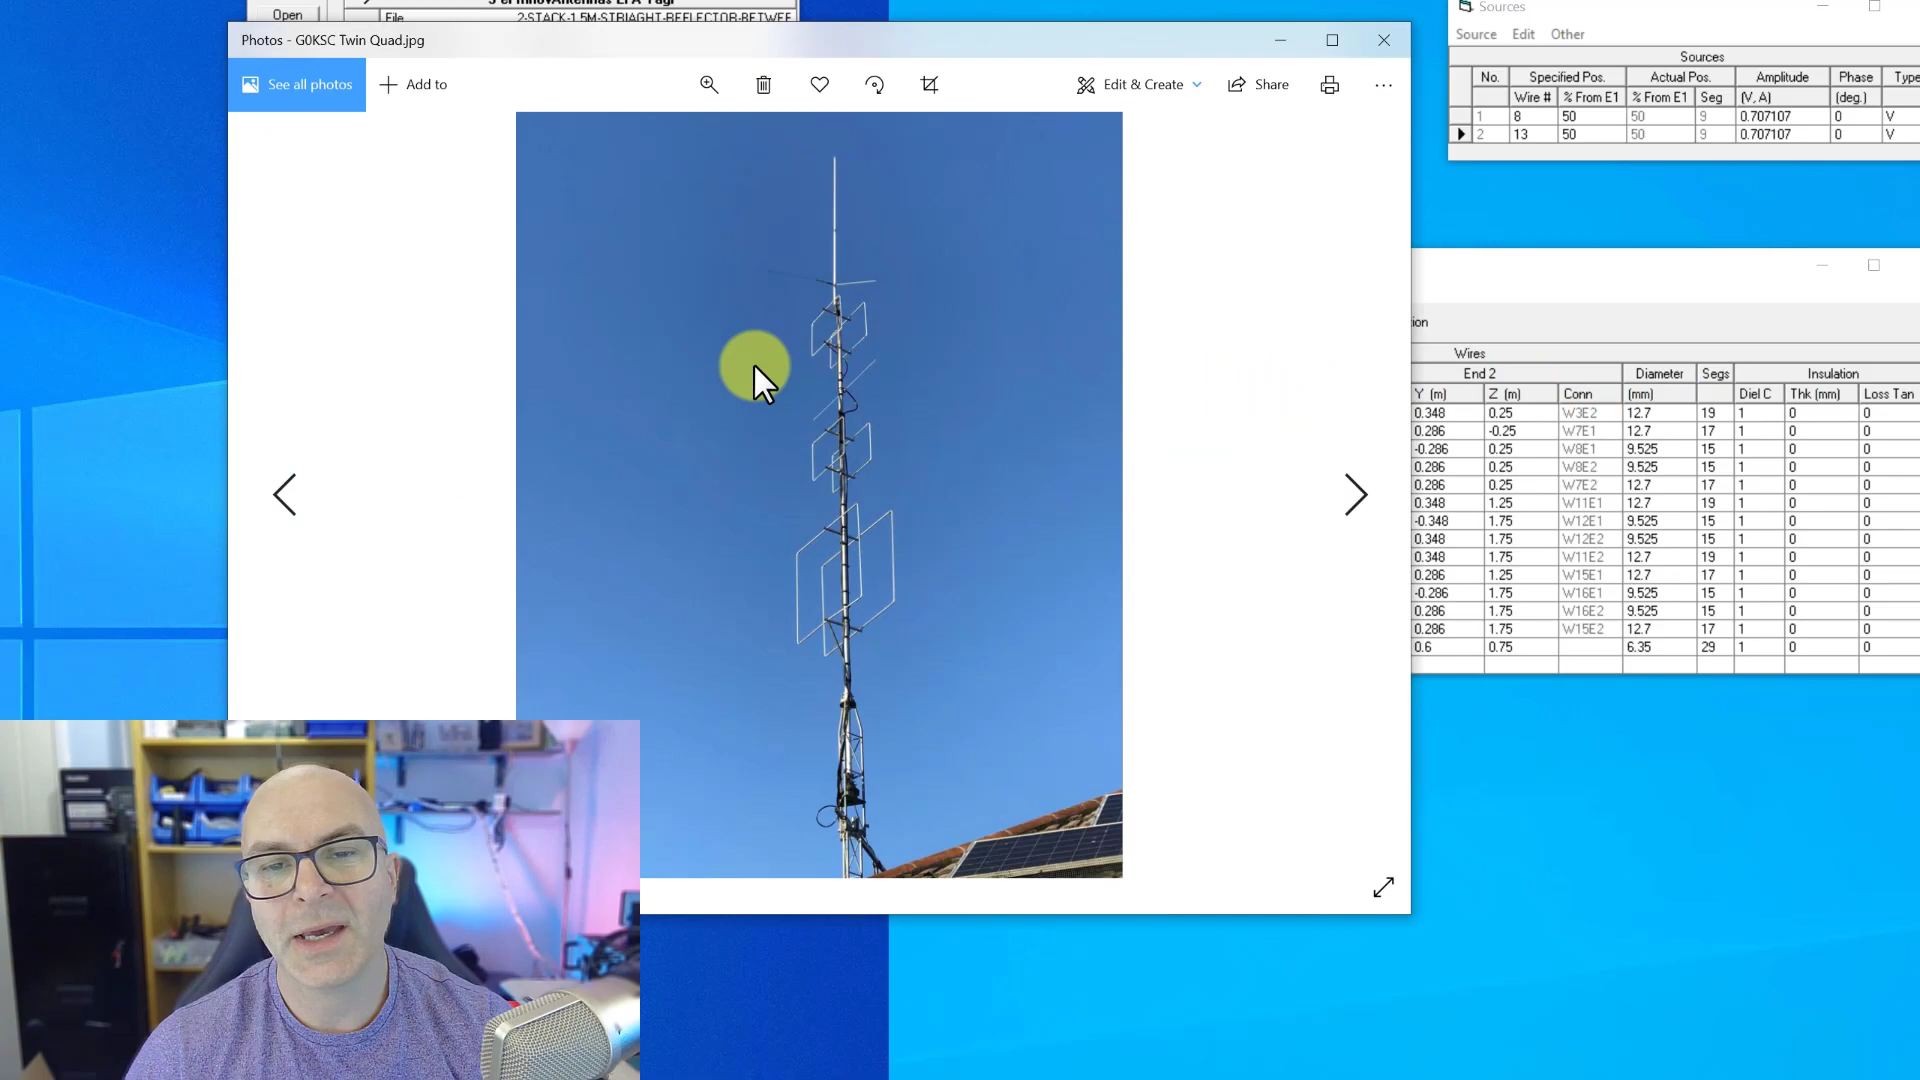 Open
File
2-STACK-1.5M-STRIAGHT-REFLECTOR-BETWEE
Photos - G0KSC Twin Quad.jpg
See all photos
Add to
Edit & Create
Share
Sources
Source Edit Other
Sources
No. Specified Pos. Actual Pos. Amplitude Phase Type
Wire # % From E1 % From E1 Seg (V, A) (deg.)
1 8 50 50 9 0.707107 0 V
2 13 50 50 9 0.707107 0 V
ion
Wires
End 2 Diameter Segs Insulation
Y (m) Z (m) Conn (mm) Diel C Thk (mm) Loss Tan
0.348 0.25 W3E2 12.7 19 1 0 0
0.286 -0.25 W7E1 12.7 17 1 0 0
-0.286 0.25 W8E1 9.525 15 1 0 0
0.286 0.25 W8E2 9.525 15 1 0 0
0.286 0.25 W7E2 12.7 17 1 0 0
0.348 1.25 W11E1 12.7 19 1 0 0
-0.348 1.75 W12E1 9.525 15 1 0 0
0.348 1.75 W12E2 9.525 15 1 0 0
0.348 1.75 W11E2 12.7 19 1 0 0
0.286 1.25 W15E1 12.7 17 1 0 0
-0.286 1.75 W16E1 9.525 15 1 0 0
0.286 1.75 W16E2 9.525 15 1 0 0
0.286 1.75 W15E2 12.7 17 1 0 0
0.6 0.75 6.35 29 1 0 0